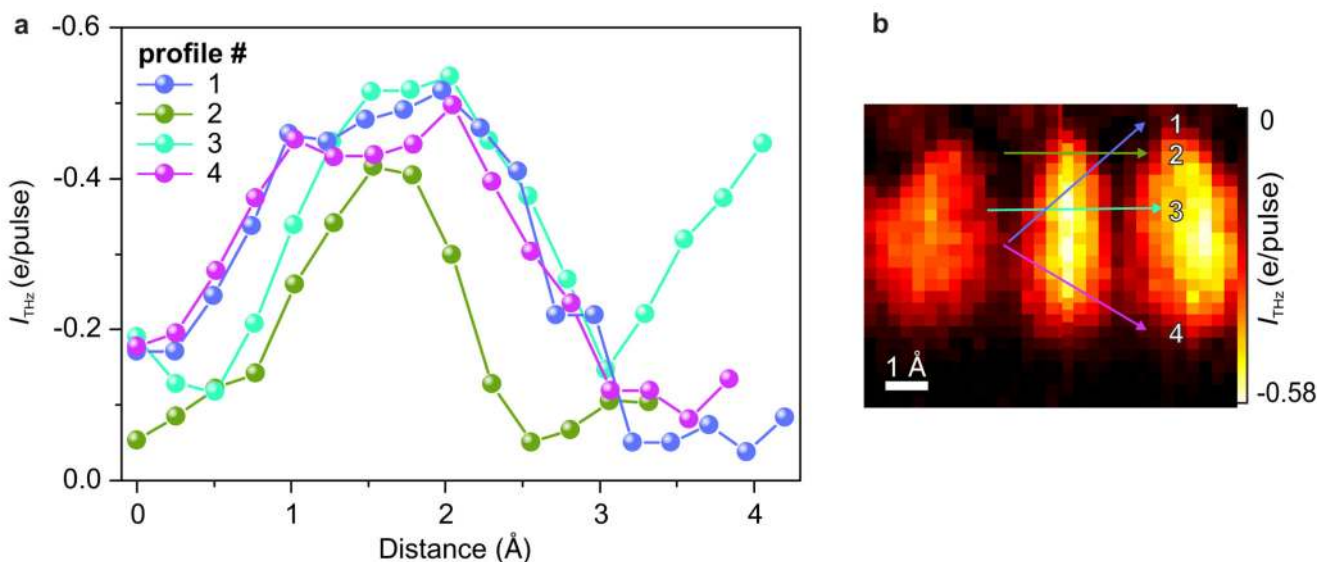 a
-0.6
-0.4
-0.2
0.0
I_THz (e/pulse)
profile #
1
2
3
4
0 1 2 3 4
Distance (Å)
b
1
2
3
4
1 Å
0
I_THz (e/pulse)
-0.58